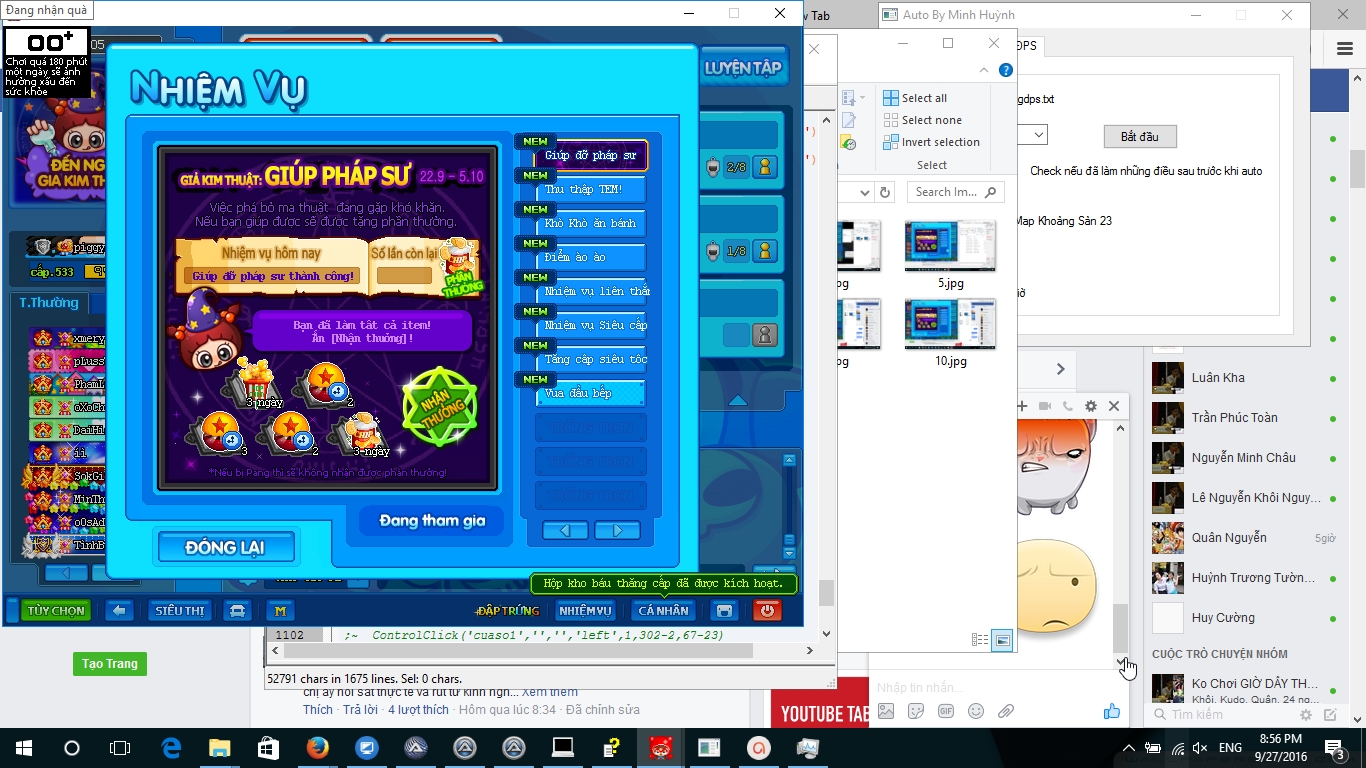 Đang nhận quà
00+
Chơi quá 180 phút
một ngày sẽ ảnh
hưởng xấu đến
sức khỏe
05
NHIỆM VỤ
LUYỆN TẬP
ĐẾN NG
GIA KIM TH
GIẢ KIM THUẬT: GIÚP PHÁP SƯ 22.9 - 5.10
Việc phá bỏ ma thuật đang gặp khó khăn.
Nếu bạn giúp được sẽ được tặng phần thưởng.
Nhiệm vụ hôm nay
Số lần còn lại
Giúp đỡ pháp sư thành công!
PHẦN THƯỞNG
Bạn đã làm tất cả item!
Ấn [Nhận thưởng]!
3-ngày
2
3
2
3-ngày
NHẬN THƯỞNG
*Nếu bị Pang thì sẽ không nhận được phần thưởng!
NEW
Giúp đỡ pháp sư
NEW
Thu thập TEM!
NEW
Khò Khò ăn bánh
NEW
Điểm ào ào
NEW
Nhiệm vụ liên thắn
NEW
Nhiệm vụ Siêu cấp
NEW
Tăng cấp siêu tốc
NEW
Vua đầu bếp
Đang tham gia
ĐÓNG LẠI
piggy
cấp.533
T.Thường
xmery
pluss
PhamL
oXoCh
DaiHi
ii
SokGi
MinTh
oOsAd
TinhB
2/8
1/8
Hộp kho báu thăng cấp đã được kích hoạt.
TÙY CHỌN
SIÊU THỊ
M
ĐẬP TRỨNG
NHIỆM VỤ
CÁ NHÂN
v Tab
Auto By Minh Huỳnh
DPS
gdps.txt
Bắt đầu
Check nếu đã làm những điều sau trước khi auto
Map Khoảng Sản 23
iờ
Select all
Select none
Invert selection
Select
Search Im...
5.jpg
10.jpg
pg
pg
1102 ;~ ControlClick('cuaso1','','','left',1,302-2,67-23)
52791 chars in 1675 lines. Sel: 0 chars.
Tạo Trang
chị ấy nói sát thực tế và rút từ kinh ngh... Xem thêm
Thích · Trả lời · 4 lượt thích · Hôm qua lúc 8:34 · Đã chỉnh sửa
YOUTUBE TAB
Nhập tin nhắn...
GIF
Luân Kha
Trần Phúc Toàn
Nguyễn Minh Châu
Lê Nguyễn Khôi Nguy...
Quân Nguyễn
5giờ
Huỳnh Trương Tườn...
Huy Cường
CUỘC TRÒ CHUYỆN NHÓM
Ko Chơi GIỜ DẬY TH...
Khôi, Kudo, Quân, 24 ng...
Tìm kiếm
ENG
8:56 PM
9/27/2016
3